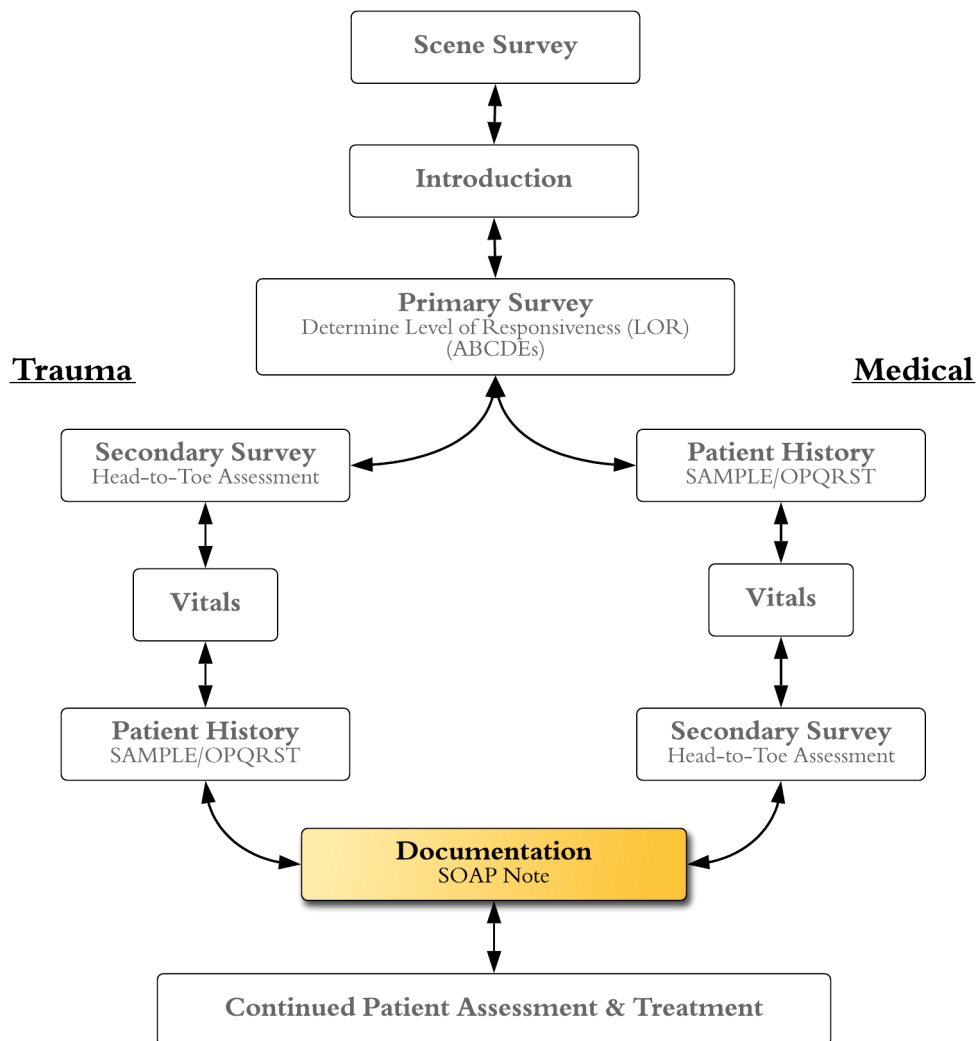 Scene Survey
Introduction
Primary Survey
Determine Level of Responsiveness (LOR)
(ABCDEs)
Trauma
Medical
Secondary Survey
Head-to-Toe Assessment
Patient History
SAMPLE/OPQRST
Vitals
Vitals
Patient History
SAMPLE/OPQRST
Secondary Survey
Head-to-Toe Assessment
Documentation
SOAP Note
Continued Patient Assessment & Treatment